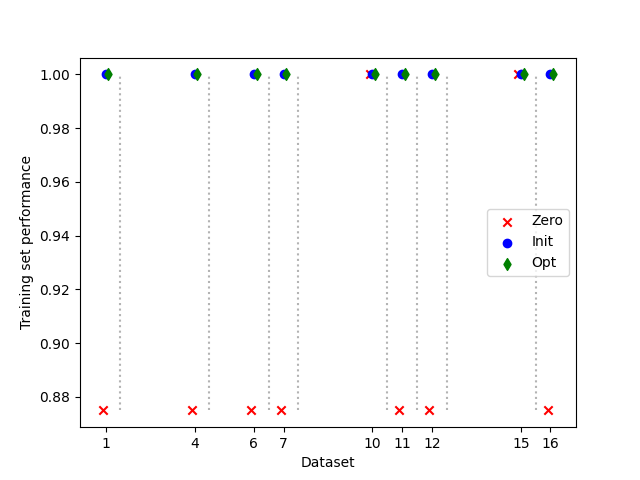 1.00
0.98
0.96
0.94
0.92
0.90
0.88
Training set performance
Zero
Init
Opt
1 4 6 7 10 11 12 15 16
Dataset